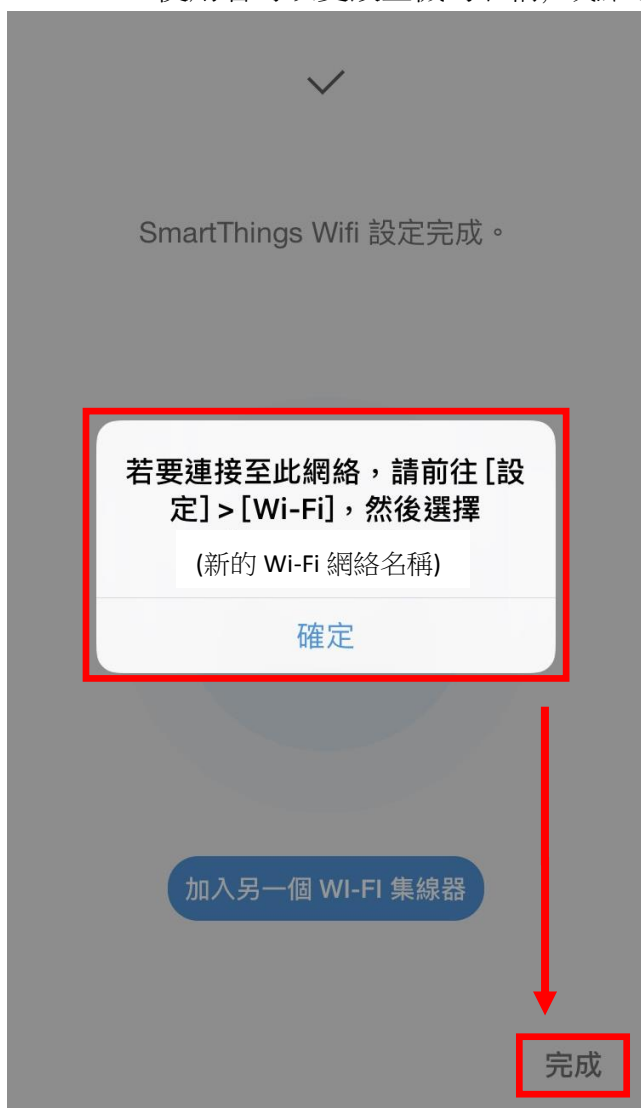 SmartThings Wifi 設定完成。
若要連接至此網絡，請前往 [設
定] > [Wi-Fi]，然後選擇
(新的 Wi-Fi 網絡名稱)
確定
加入另一個 WI-FI 集線器
完成